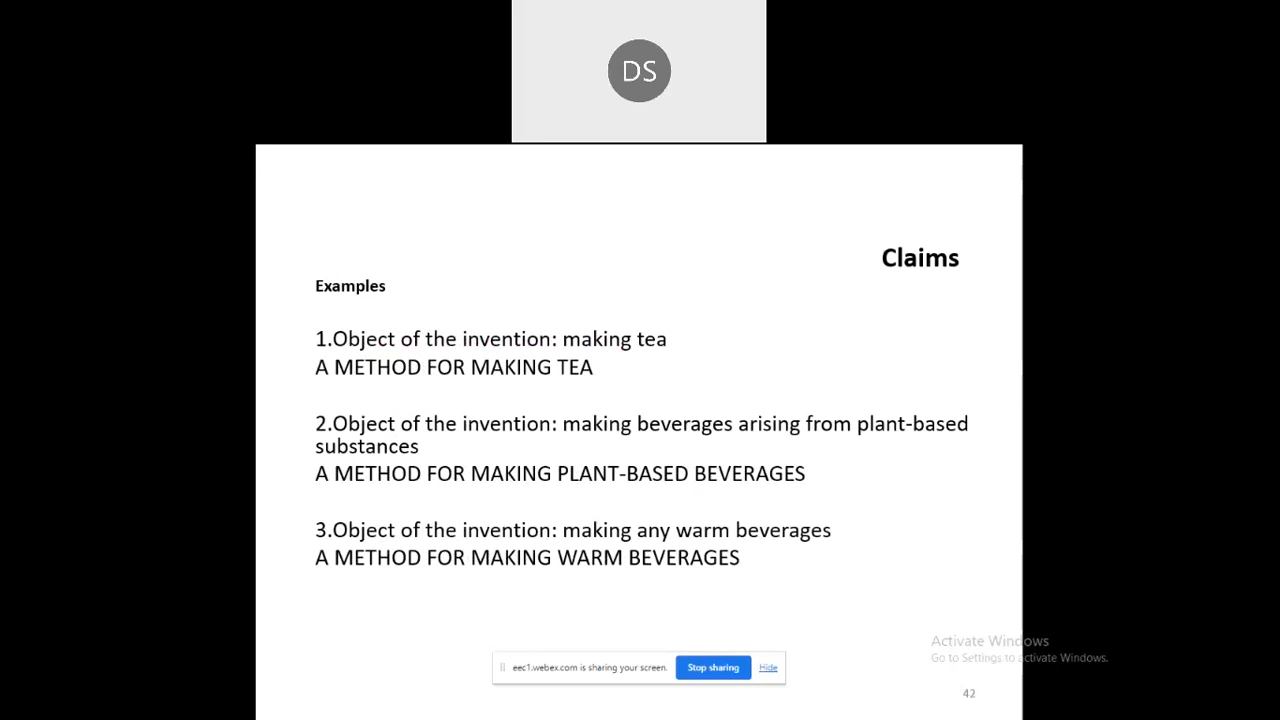 DS
Claims
Examples
1.Object of the invention: making tea
A METHOD FOR MAKING TEA
2.Object of the invention: making beverages arising from plant-based
substances
A METHOD FOR MAKING PLANT-BASED BEVERAGES
3.Object of the invention: making any warm beverages
A METHOD FOR MAKING WARM BEVERAGES
Activate Windows
Go to Settings to activate Windows.
eec1.webex.com is sharing your screen. Stop sharing Hide
42